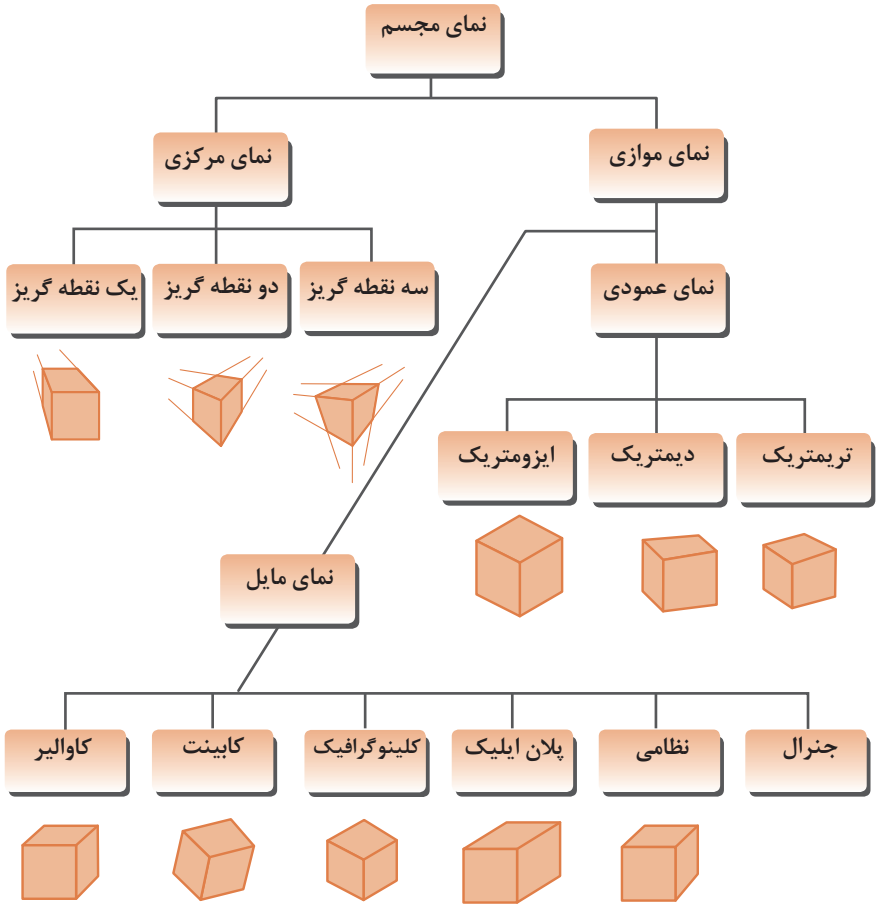 نمای مجسم
نمای موازی
نمای مرکزی
سه نقطه گریز
دو نقطه گریز
یک نقطه گریز
نمای عمودی
تریمتریک
دیمتریک
ایزومتریک
نمای مایل
جنرال
نظامی
پلان ایلیک
کلینوگرافیک
کابینت
کاوالیر